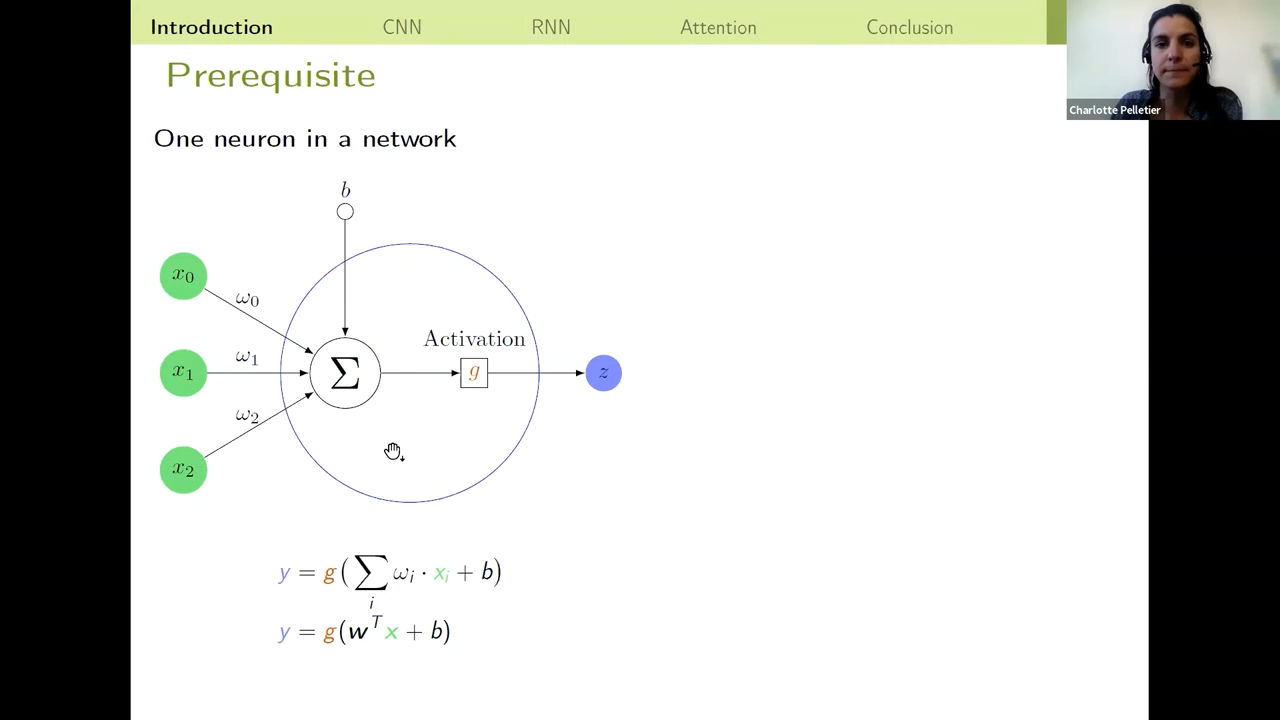 Introduction CNN RNN Attention Conclusion
Charlotte Pelletier
Prerequisite
One neuron in a network
b
x₀
ω₀
Activation
x₁
ω₁
Σ
g
z
ω₂
x₂
y = g(∑ᵢ ωᵢ · xᵢ + b)
y = g(wᵀx + b)